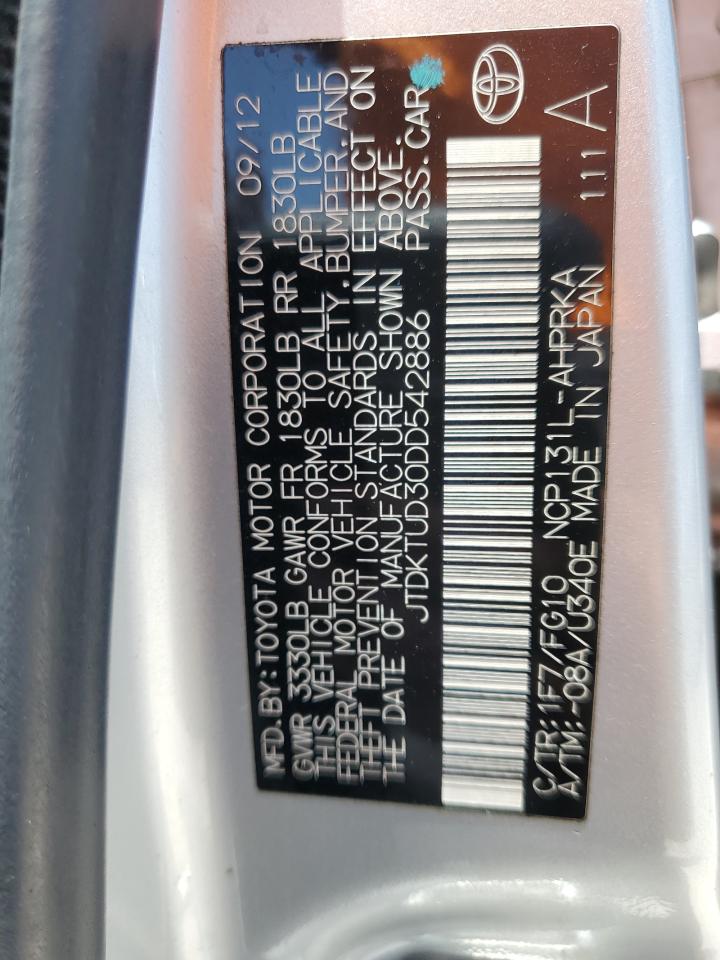 MFD.BY:TOYOTA MOTOR CORPORATION 09/12
GVWR 3330LB GAWR FR 1830LB RR 1830LB
THIS VEHICLE CONFORMS TO ALL APPLICABLE
FEDERAL MOTOR VEHICLE SAFETY.BUMPER.AND
THEFT PREVENTION STANDARDS IN EFFECT ON
THE DATE OF MANUFACTURE SHOWN ABOVE.
JTDKTUD30DD542886 PASS.CAR
C/TR:1F7/FG10 NCP131L-AHPRKA
A/TM:-08A/U340E MADE IN JAPAN 111 A